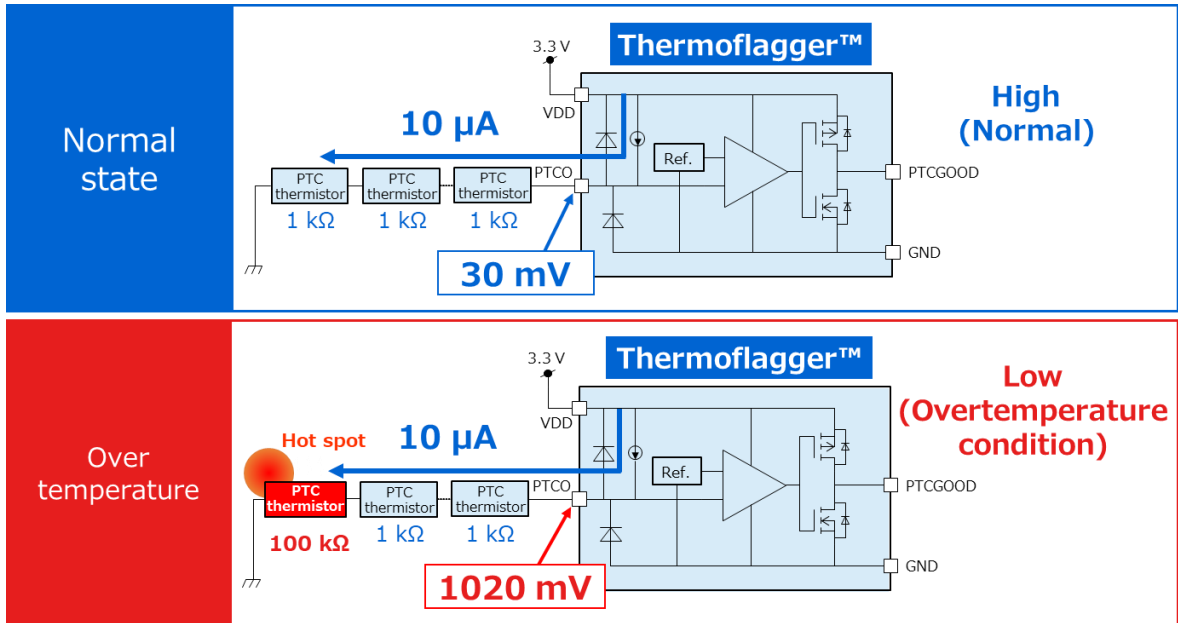 Normal
state
3.3 V
Thermoflagger™
VDD
10 μA
High
(Normal)
PTC
thermistor
PTC
thermistor
PTC
thermistor
PTCO
Ref.
PTCGOOD
1 kΩ
1 kΩ
1 kΩ
30 mV
GND
Over
temperature
3.3 V
Thermoflagger™
VDD
Low
(Overtemperature
condition)
Hot spot
10 μA
PTC
thermistor
PTC
thermistor
PTC
thermistor
PTCO
Ref.
PTCGOOD
100 kΩ
1 kΩ
1 kΩ
1020 mV
GND